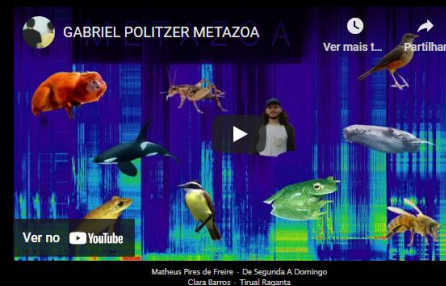 GABRIEL POLITZER METAZOA
METAZOA
Ver mais t...
Partilhar
Ver no YouTube
Matheus Pires de Freire · De Segunda A Domingo
Clara Barros · Tirual Raganta